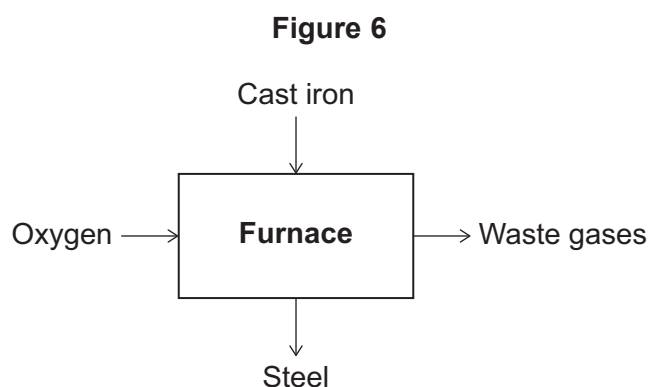 Figure 6
Cast iron
Oxygen
Furnace
Waste gases
Steel